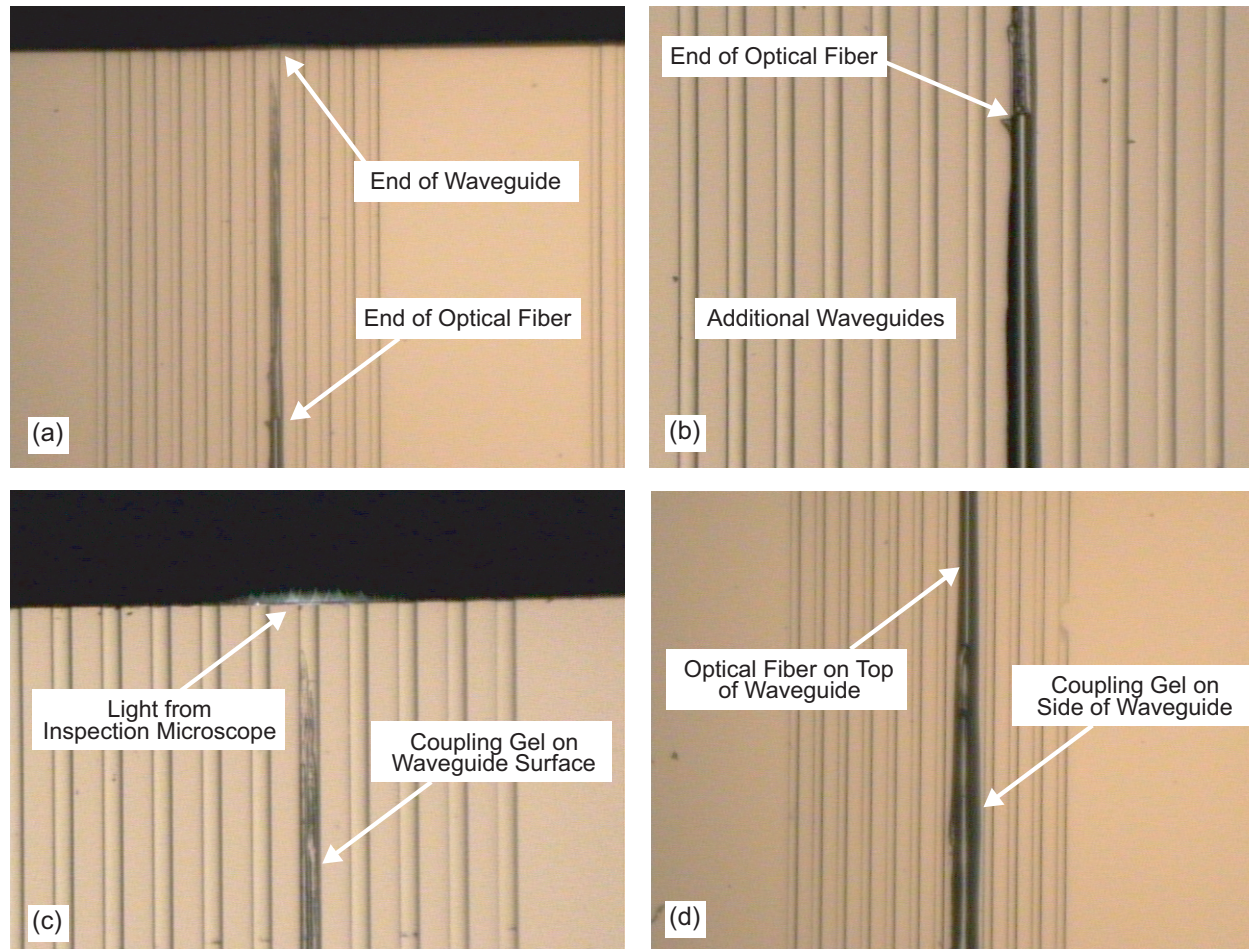 End of Waveguide
End of Optical Fiber
(a)
End of Optical Fiber
Additional Waveguides
(b)
Light from
Inspection Microscope
Coupling Gel on
Waveguide Surface
(c)
Optical Fiber on Top
of Waveguide
Coupling Gel on
Side of Waveguide
(d)